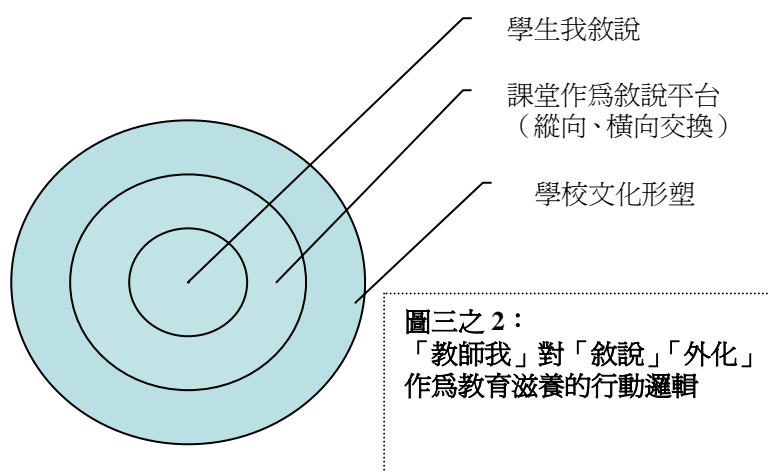 學生我敘說
課堂作為敘說平台
（縱向、橫向交換）
學校文化形塑
圖三之 2：
「教師我」對「敘說」「外化」
作為教育滋養的行動邏輯